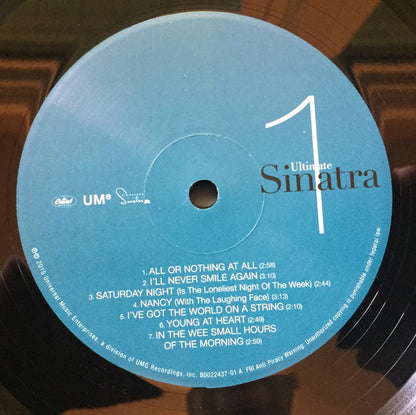 1
Ultimate
Sinatra
Capitol
UMe
Sinatra
1. ALL OR NOTHING AT ALL (2:58)
2. I'LL NEVER SMILE AGAIN (3:10)
3. SATURDAY NIGHT (Is The Loneliest Night Of The Week) (2:44)
4. NANCY (With The Laughing Face) (3:13)
5. I'VE GOT THE WORLD ON A STRING (2:10)
6. YOUNG AT HEART (2:49)
7. IN THE WEE SMALL HOURS
OF THE MORNING (2:59)
℗© 2015 Universal Music Enterprises, a division of UMG Recordings, Inc. B0022437-01 A FBI Anti Piracy Warning: Unauthorized copying is punishable under federal law.